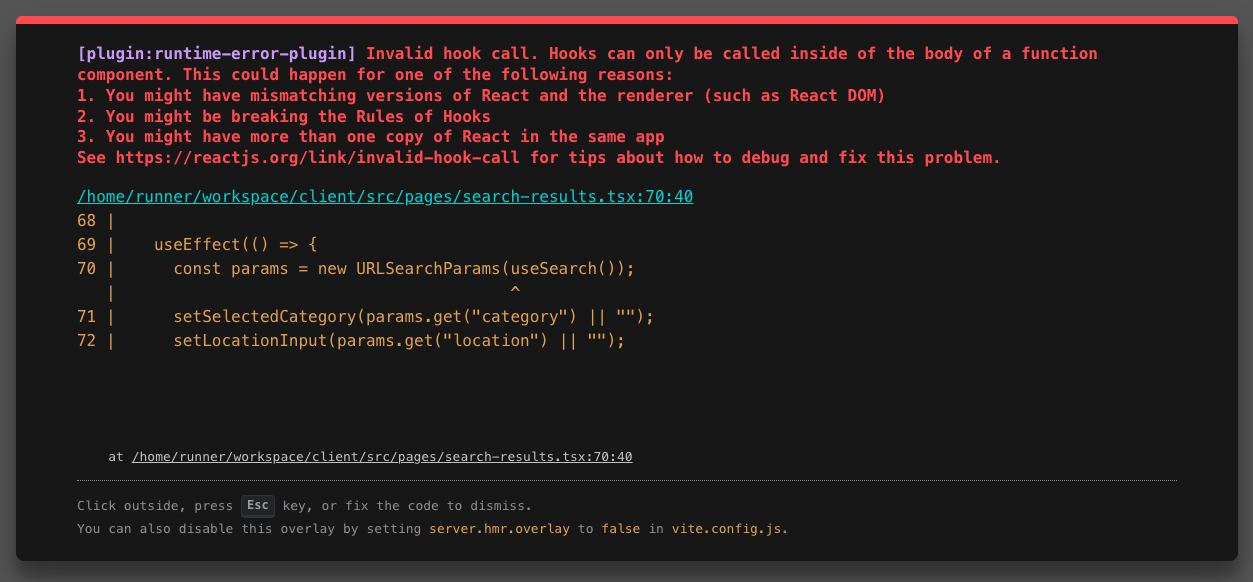 [plugin:runtime-error-plugin] Invalid hook call. Hooks can only be called inside of the body of a function
component. This could happen for one of the following reasons:
1. You might have mismatching versions of React and the renderer (such as React DOM)
2. You might be breaking the Rules of Hooks
3. You might have more than one copy of React in the same app
See https://reactjs.org/link/invalid-hook-call for tips about how to debug and fix this problem.
/home/runner/workspace/client/src/pages/search-results.tsx:70:40
68 |
69 |    useEffect(() => {
70 |      const params = new URLSearchParams(useSearch());
   |                                         ^
71 |      setSelectedCategory(params.get("category") || "");
72 |      setLocationInput(params.get("location") || "");
at /home/runner/workspace/client/src/pages/search-results.tsx:70:40
Click outside, press Esc key, or fix the code to dismiss.
You can also disable this overlay by setting server.hmr.overlay to false in vite.config.js.